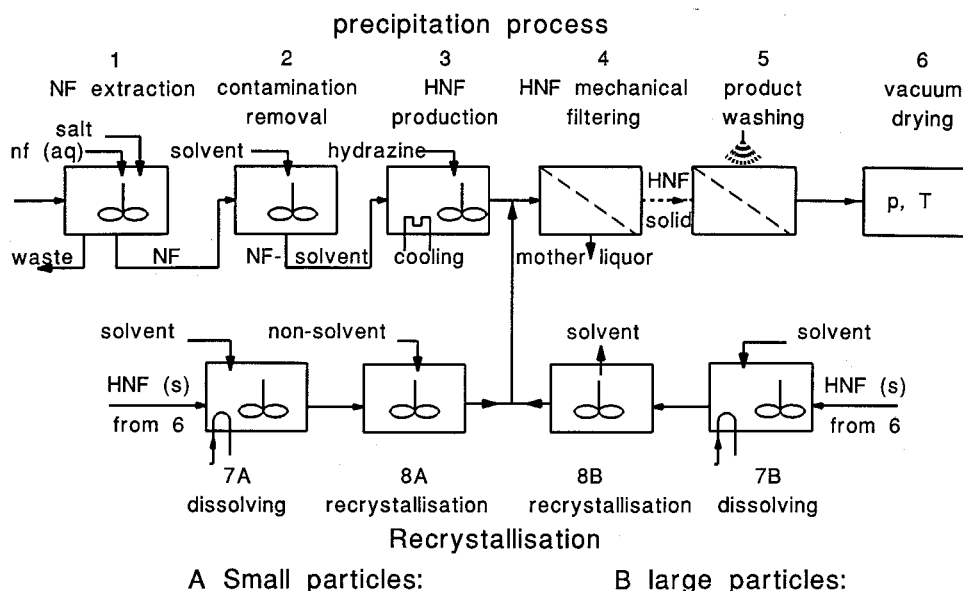 precipitation process
1 2 3 4 5 6
NF extraction contamination HNF HNF mechanical product vacuum
removal production filtering washing drying
salt
nf (aq) solvent hydrazine HNF
solid p, T
waste NF NF- solvent cooling mother liquor
solvent non-solvent solvent solvent
HNF (s) HNF (s)
from 6 from 6
7A 8A 8B 7B
dissolving recrystallisation recrystallisation dissolving
Recrystallisation
A Small particles: B large particles: